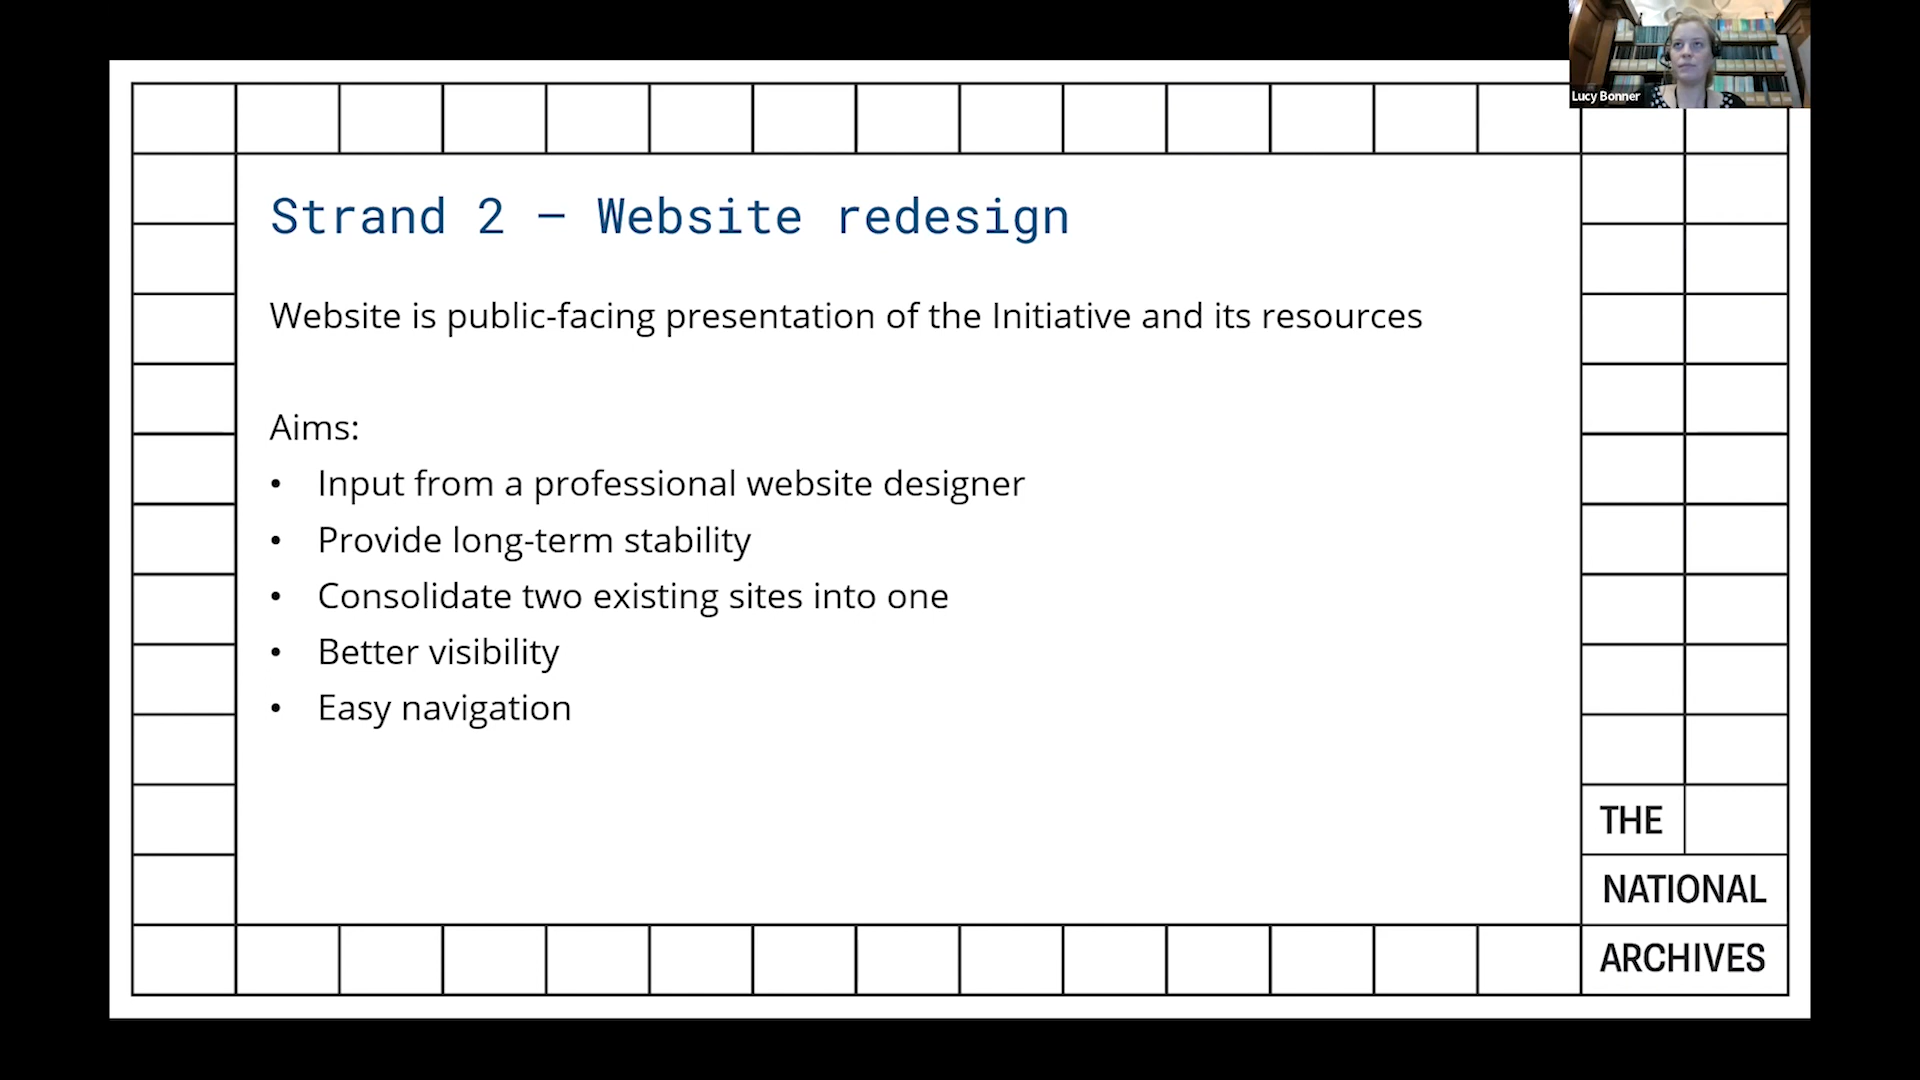 Lucy Bonner
Strand 2 – Website redesign
Website is public-facing presentation of the Initiative and its resources
Aims:
• Input from a professional website designer
• Provide long-term stability
• Consolidate two existing sites into one
• Better visibility
• Easy navigation
THE
NATIONAL
ARCHIVES